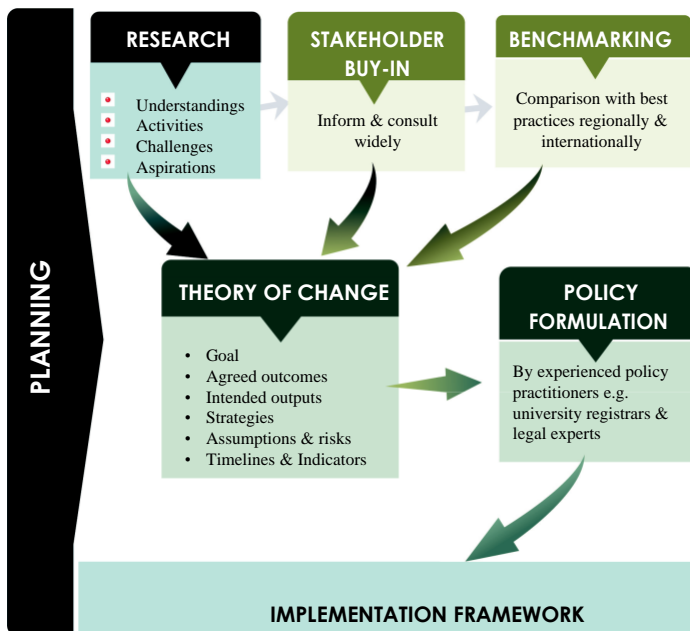 PLANNING
RESEARCH
Understandings
Activities
Challenges
Aspirations
STAKEHOLDER
BUY-IN
Inform & consult
widely
BENCHMARKING
Comparison with best
practices regionally &
internationally
THEORY OF CHANGE
• Goal
• Agreed outcomes
• Intended outputs
• Strategies
• Assumptions & risks
• Timelines & Indicators
POLICY
FORMULATION
By experienced policy
practitioners e.g.
university registrars &
legal experts
IMPLEMENTATION FRAMEWORK